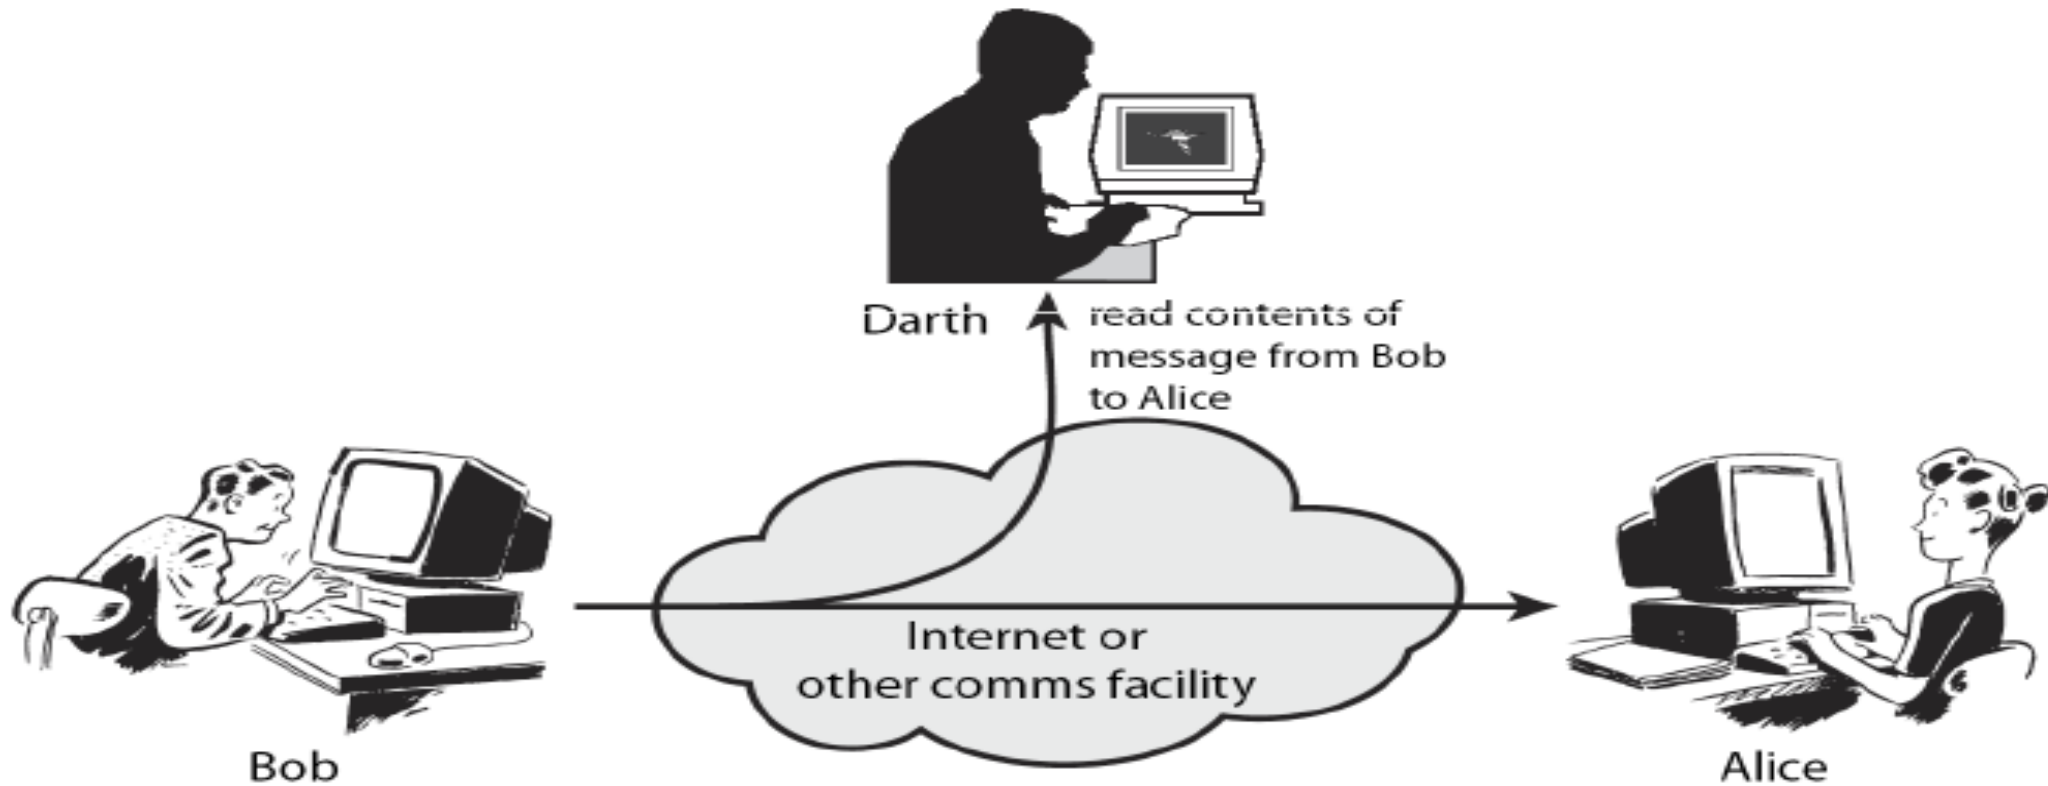 Darth
read contents of
message from Bob
to Alice
Internet or
other comms facility
Bob
Alice